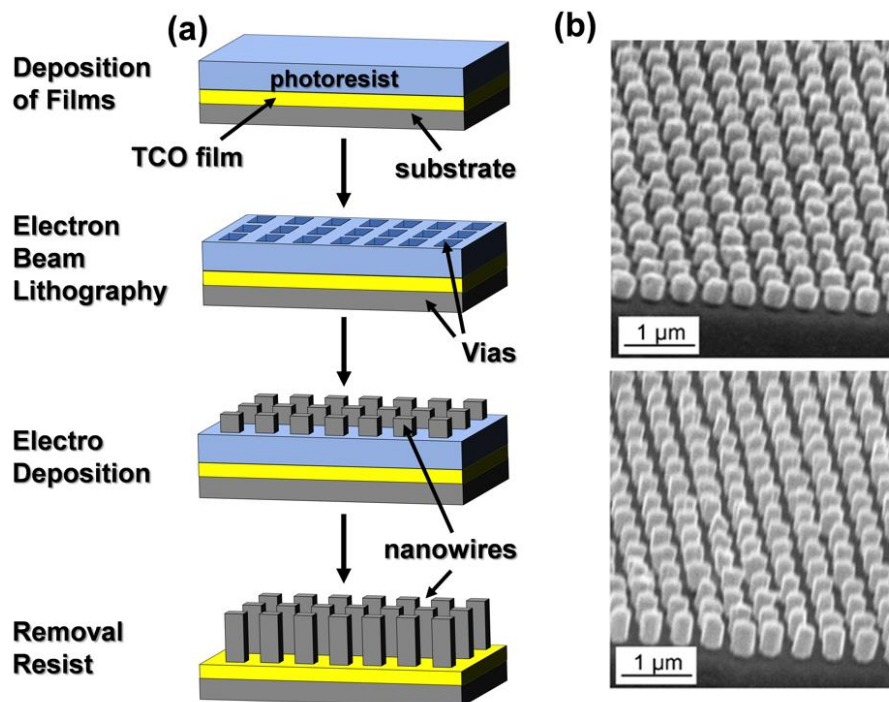 (a)
(b)
Deposition
of Films
photoresist
TCO film
substrate
Electron
Beam
Lithography
Vias
1 μm
Electro
Deposition
nanowires
Removal
Resist
1 μm